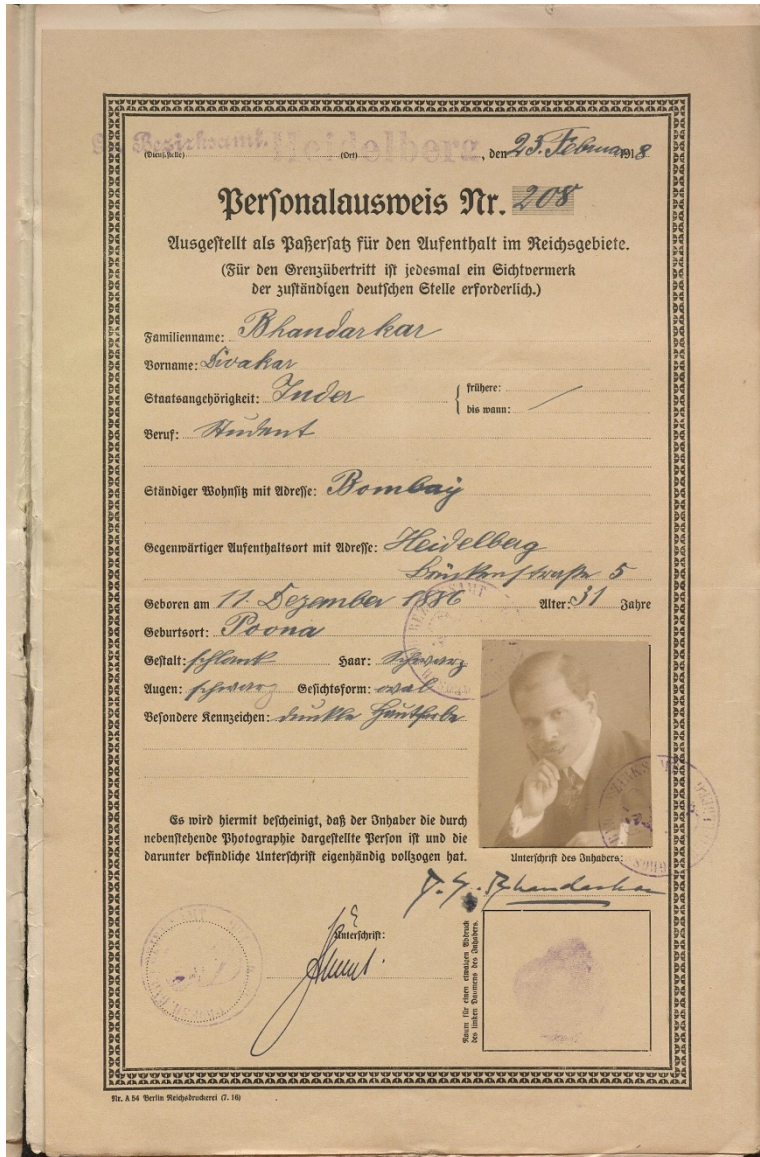 Bezirksamt. Heidelberg, den 25. Februar 1918
(Dienststelle) (Ort)
Personalausweis Nr. 208
Ausgestellt als Paßersatz für den Aufenthalt im Reichsgebiete.
(Für den Grenzübertritt ist jedesmal ein Sichtvermerk
der zuständigen deutschen Stelle erforderlich.)
Familienname: Bhandarkar
Vorname: Divakar
Staatsangehörigkeit: Inder { frühere: /
bis wann:
Beruf: Student
Ständiger Wohnsitz mit Adresse: Bombay
Gegenwärtiger Aufenthaltsort mit Adresse: Heidelberg
Brückenstraße 5
Geboren am 11. Dezember 1886 Alter: 31 Jahre
Geburtsort: Poona
Gestalt: schlank Haar: Schwarz
Augen: schwarz Gesichtsform: oval
Besondere Kennzeichen: dunkle Hautfarbe
Es wird hiermit bescheinigt, daß der Inhaber die durch
nebenstehende Photographie dargestellte Person ist und die
darunter befindliche Unterschrift eigenhändig vollzogen hat.
Unterschrift des Inhabers:
Bhandarkar
Unterschrift:
Raum für einen etwaigen Abdruck
des linken Daumens des Inhabers.
Nr. A 54 Berlin Reichsdruckerei (7. 16)